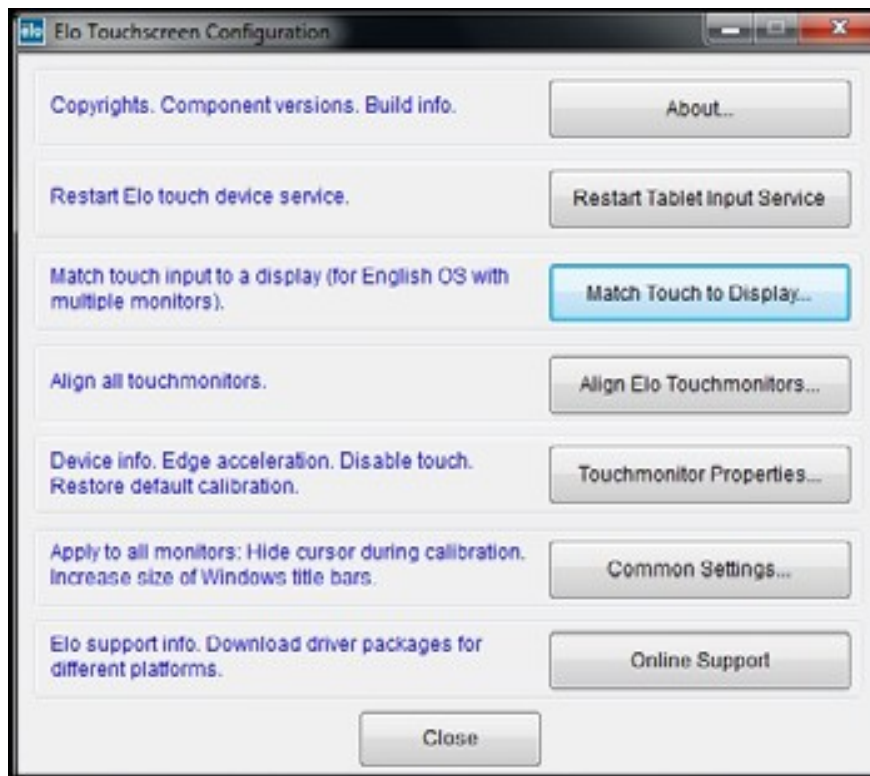 elo Elo Touchscreen Configuration
Copyrights. Component versions. Build info.
About...
Restart Elo touch device service.
Restart Tablet Input Service
Match touch input to a display (for English OS with
multiple monitors).
Match Touch to Display...
Align all touchmonitors.
Align Elo Touchmonitors...
Device info. Edge acceleration. Disable touch.
Restore default calibration.
Touchmonitor Properties...
Apply to all monitors: Hide cursor during calibration.
Increase size of Windows title bars.
Common Settings...
Elo support info. Download driver packages for
different platforms.
Online Support
Close